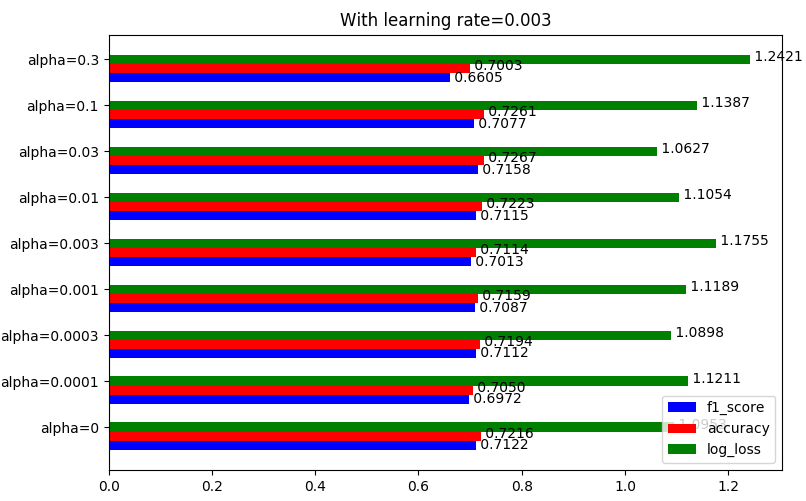 With learning rate=0.003
alpha=0.3
1.2421
0.7003
0.6605
alpha=0.1
1.1387
0.7261
0.7077
alpha=0.03
1.0627
0.7267
0.7158
alpha=0.01
1.1054
0.7223
0.7115
alpha=0.003
1.1755
0.7114
0.7013
alpha=0.001
1.1189
0.7159
0.7087
alpha=0.0003
1.0898
0.7194
0.7112
alpha=0.0001
1.1211
0.7050
0.6972
alpha=0
0.7216
0.7122
f1_score
accuracy
log_loss
0.0 0.2 0.4 0.6 0.8 1.0 1.2